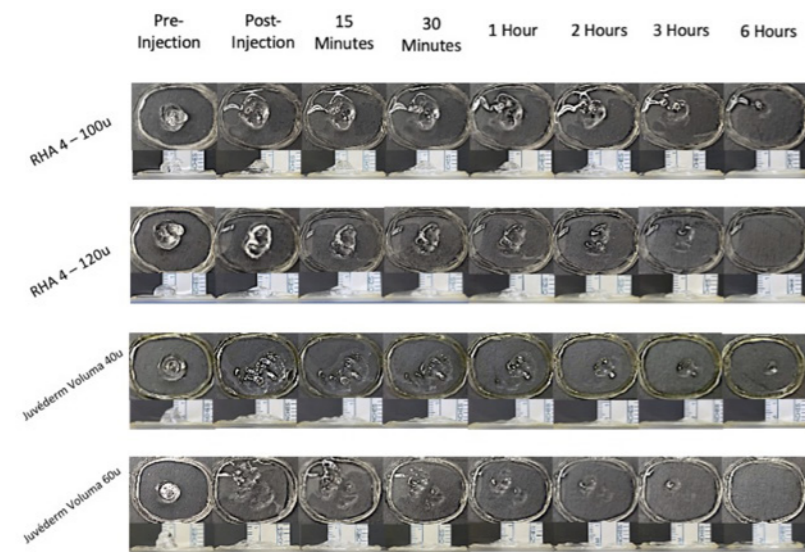 Pre-
Injection
Post-
Injection
15
Minutes
30
Minutes
1 Hour
2 Hours
3 Hours
6 Hours
RHA 4 – 100u
RHA 4 – 120u
Juvéderm Voluma 40u
Juvéderm Voluma 60u